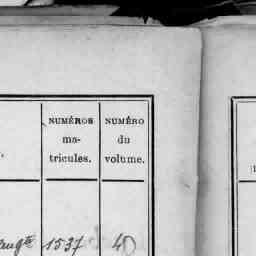 NUMÉROS
ma-
tricules.
NUMÉRO
du
volume.
1537 40